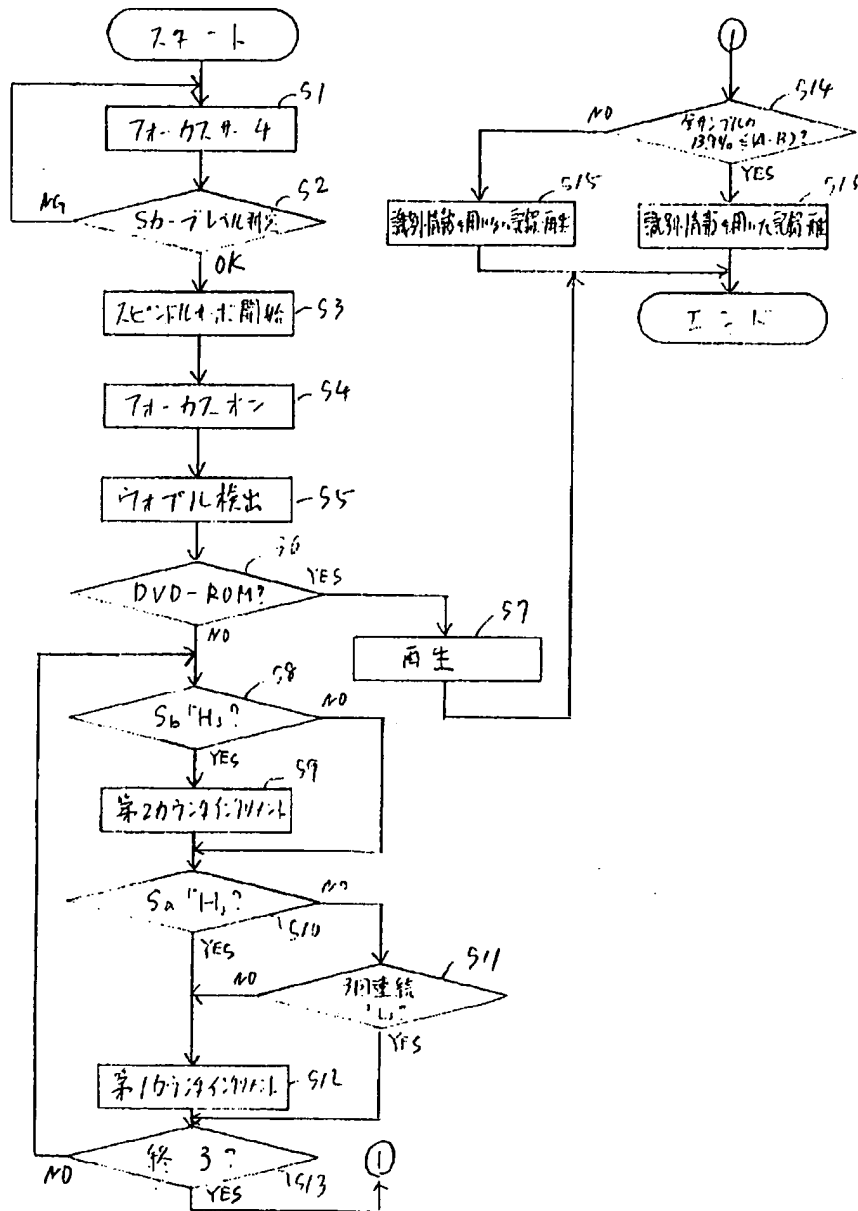 スタート
S1
フォーカスサーチ
S2
Sカーブレベル判定
NG
OK
スピンドルサーボ開始
S3
フォーカスオン
S4
ウォブル検出
S5
S6
DVD-ROM?
YES
NO
S7
再生
S8
Sb「H」?
NO
YES
S9
第2カウンタインクリメント
Sa「H」?
NO
S10
YES
S11
3回連続
「L」?
NO
YES
第1カウンタインクリメント
S12
終了?
NO
S13
YES
①
①
S14
≦(A-B)?
NO
YES
S15
識別情報を用いない記録再生
識別情報を用いた記録再生
エンド